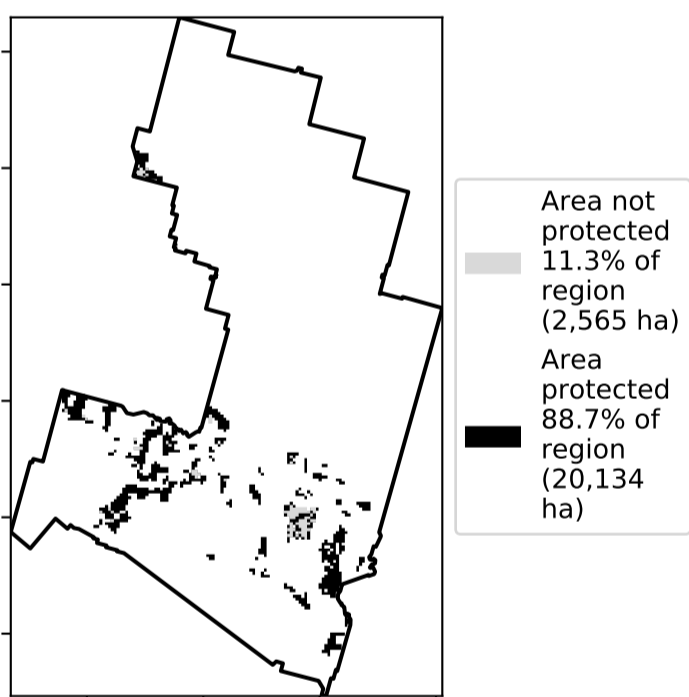 Area not
protected
11.3% of
region
(2,565 ha)
Area
protected
88.7% of
region
(20,134
ha)